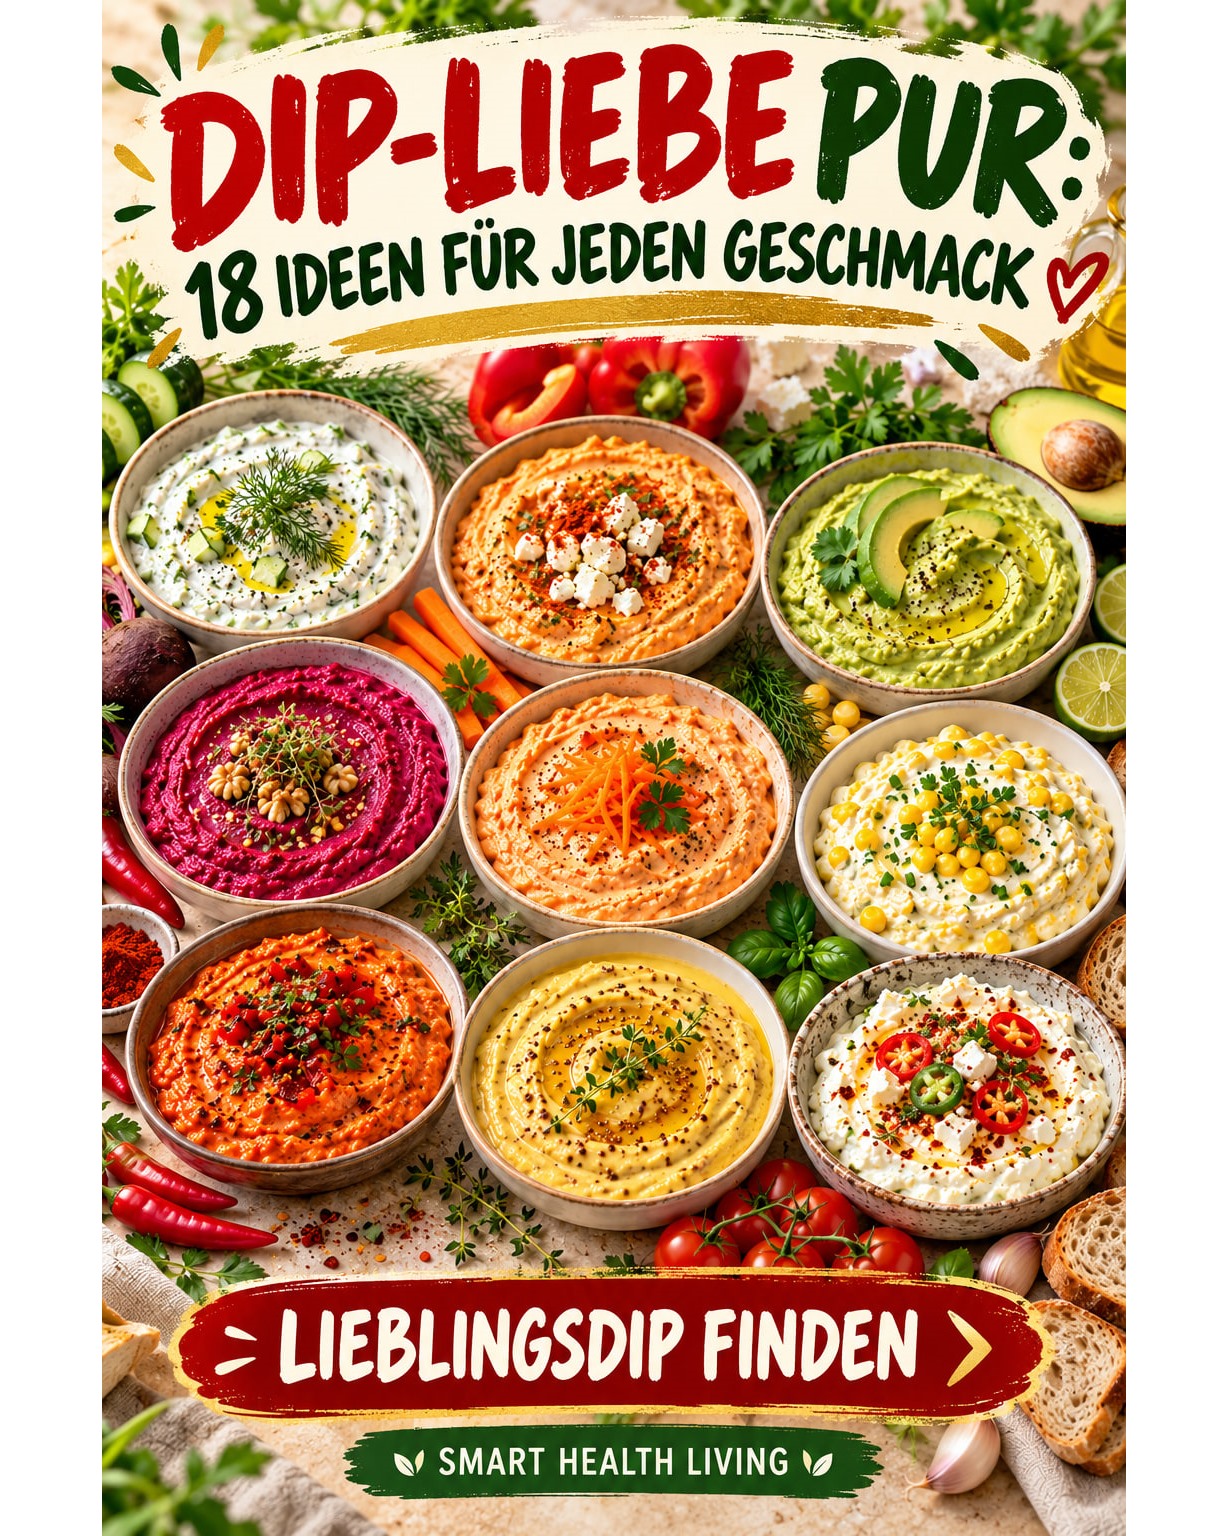 DIP-LIEBE PUR:
18 IDEEN FÜR JEDEN GESCHMACK
LIEBLINGSDIP FINDEN
SMART HEALTH LIVING